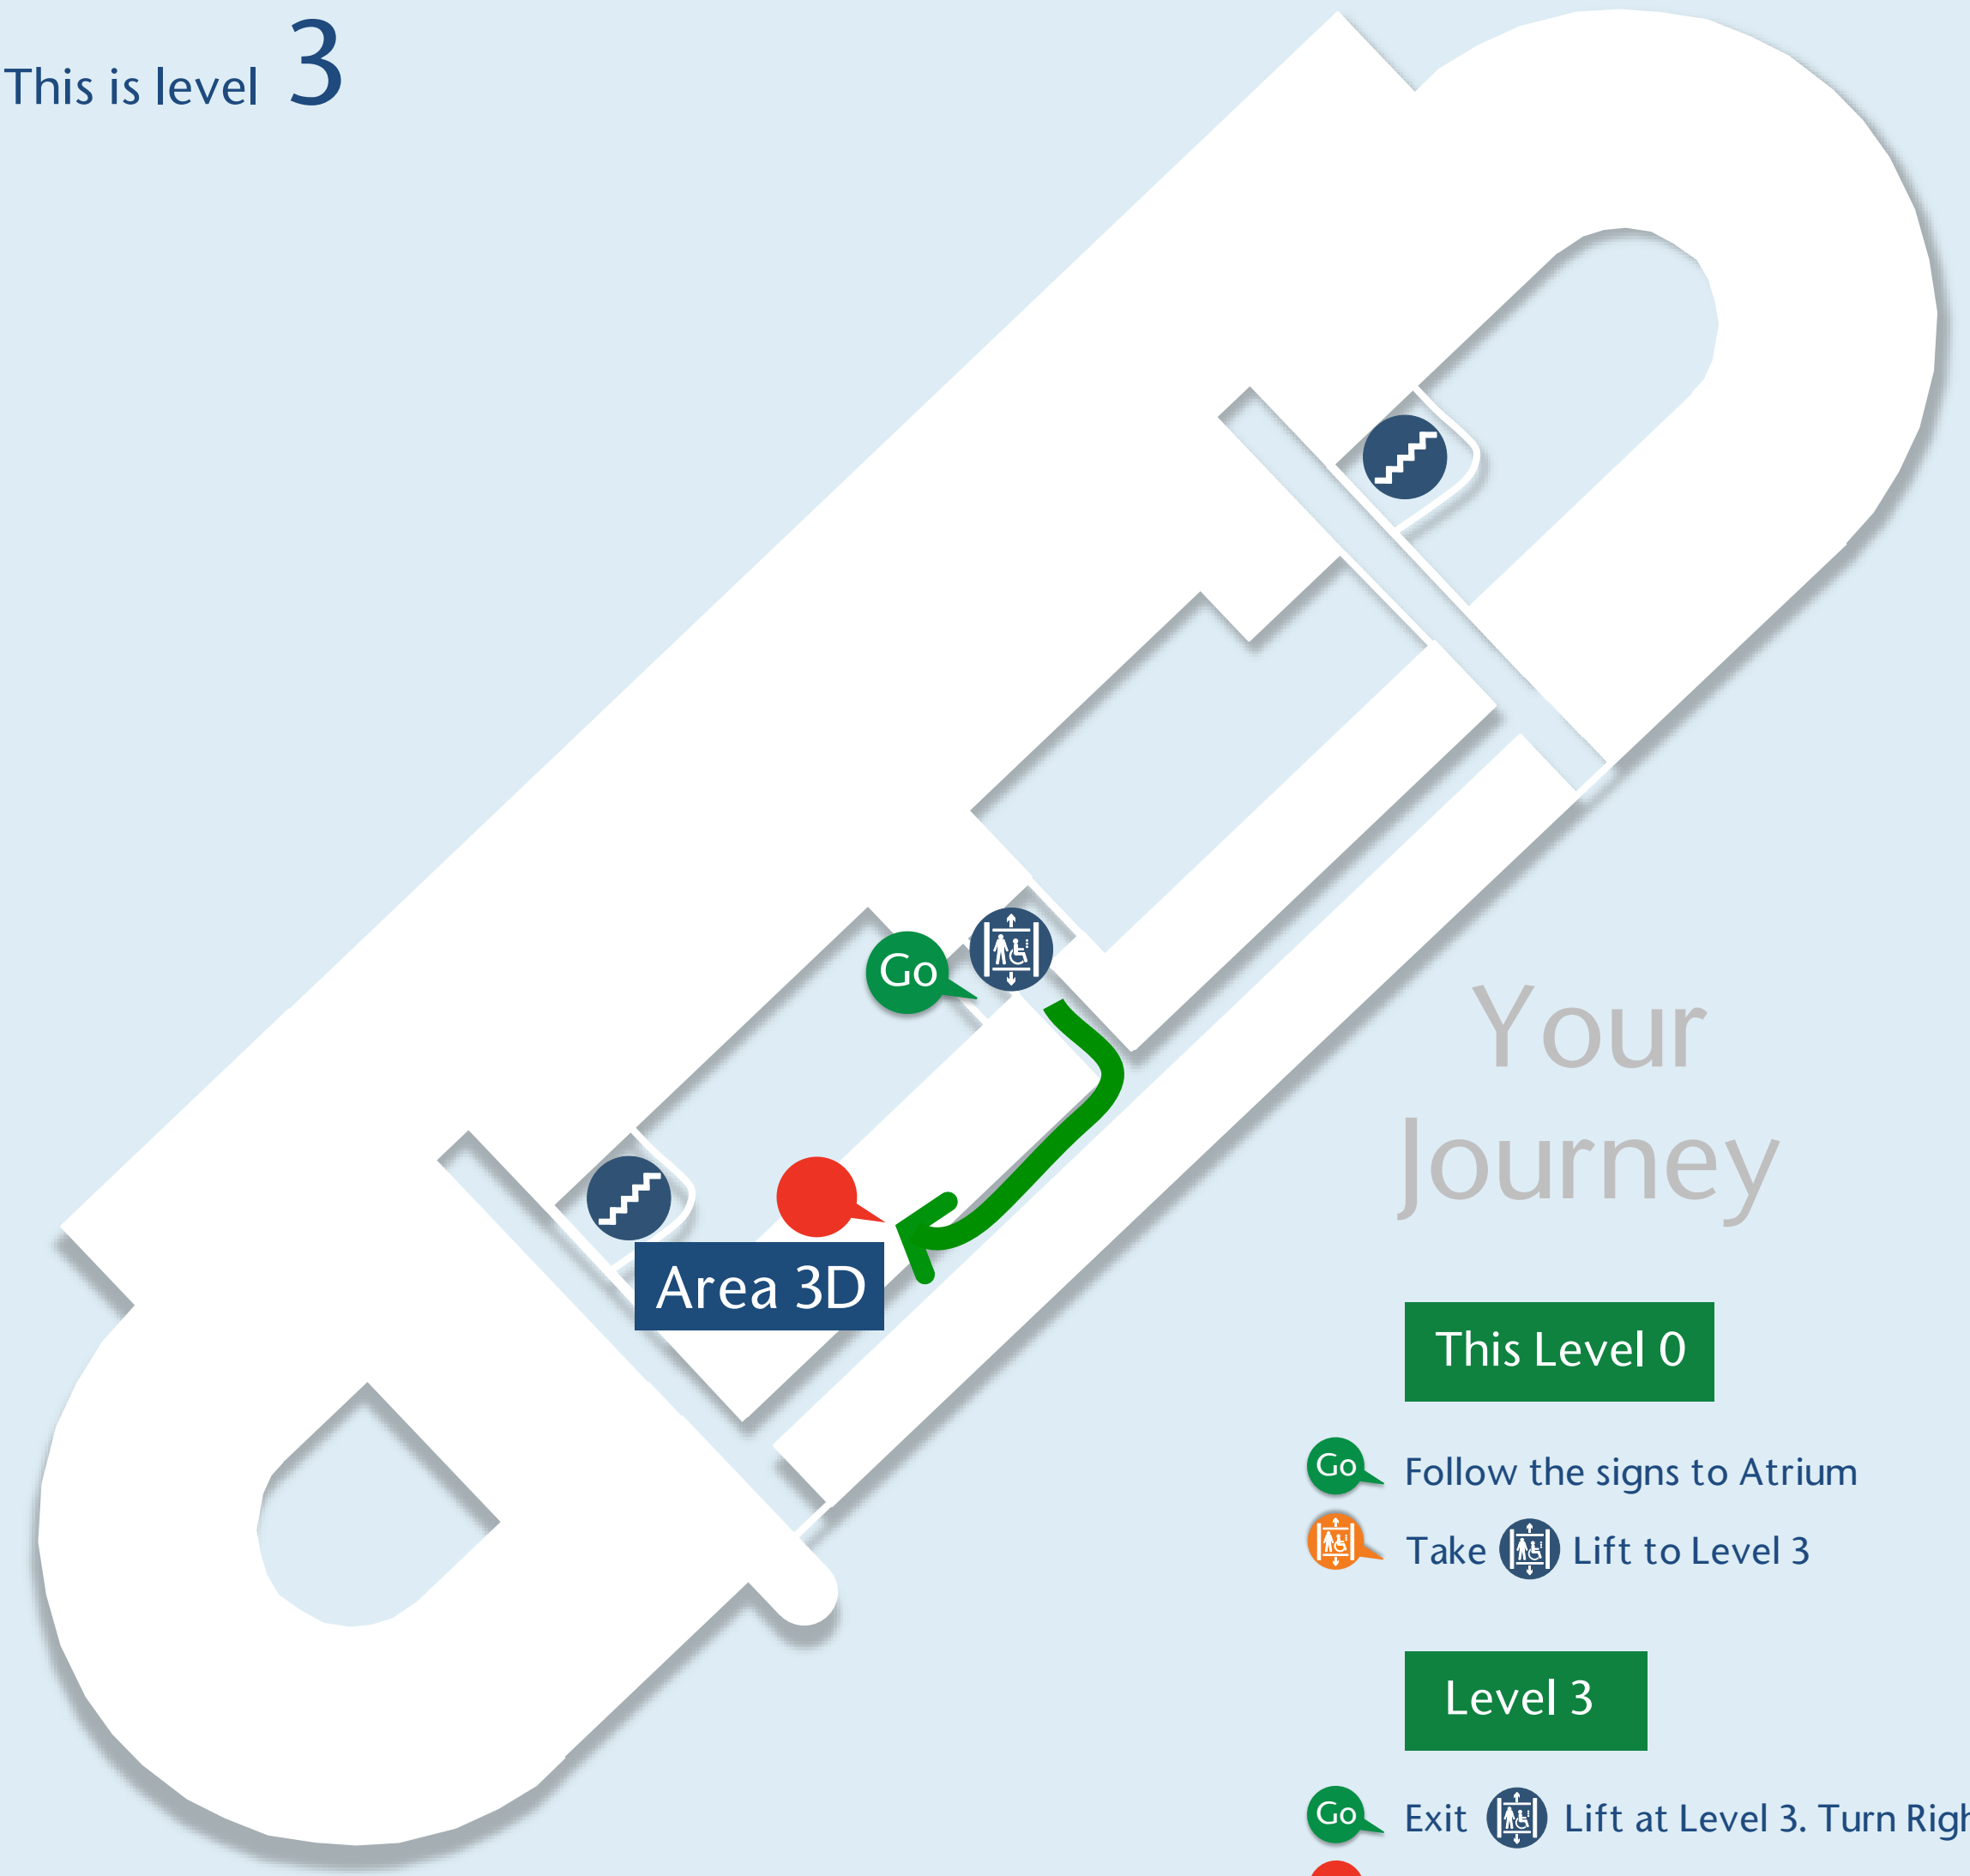 This is level 3
Go
Area 3D
Your
Journey
This Level 0
Go Follow the signs to Atrium
Take Lift to Level 3
Level 3
Go Exit Lift at Level 3. Turn Righ